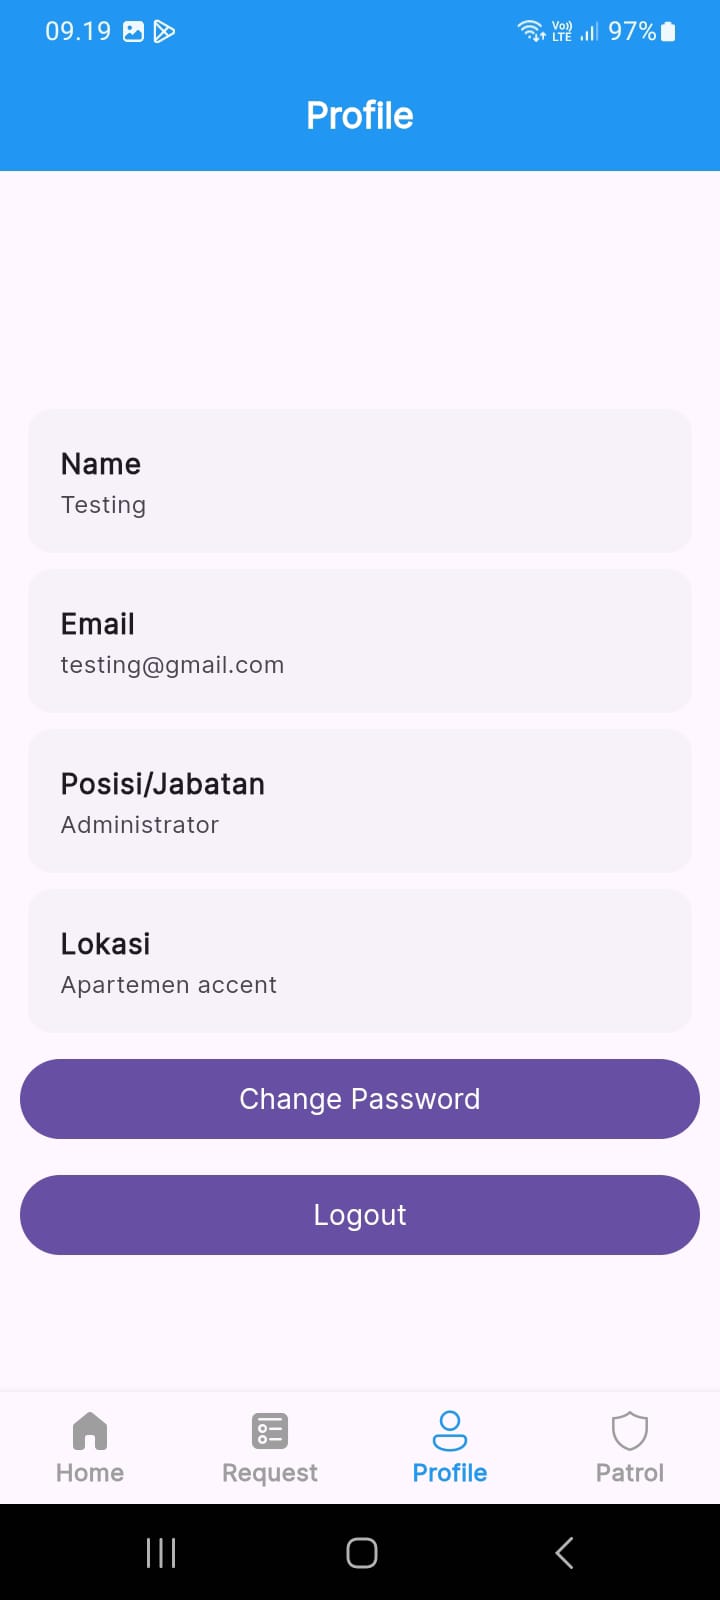 09.19
Vo)) LTE
97%
Profile
Name
Testing
Email
testing@gmail.com
Posisi/Jabatan
Administrator
Lokasi
Apartemen accent
Change Password
Logout
Home
Request
Profile
Patrol